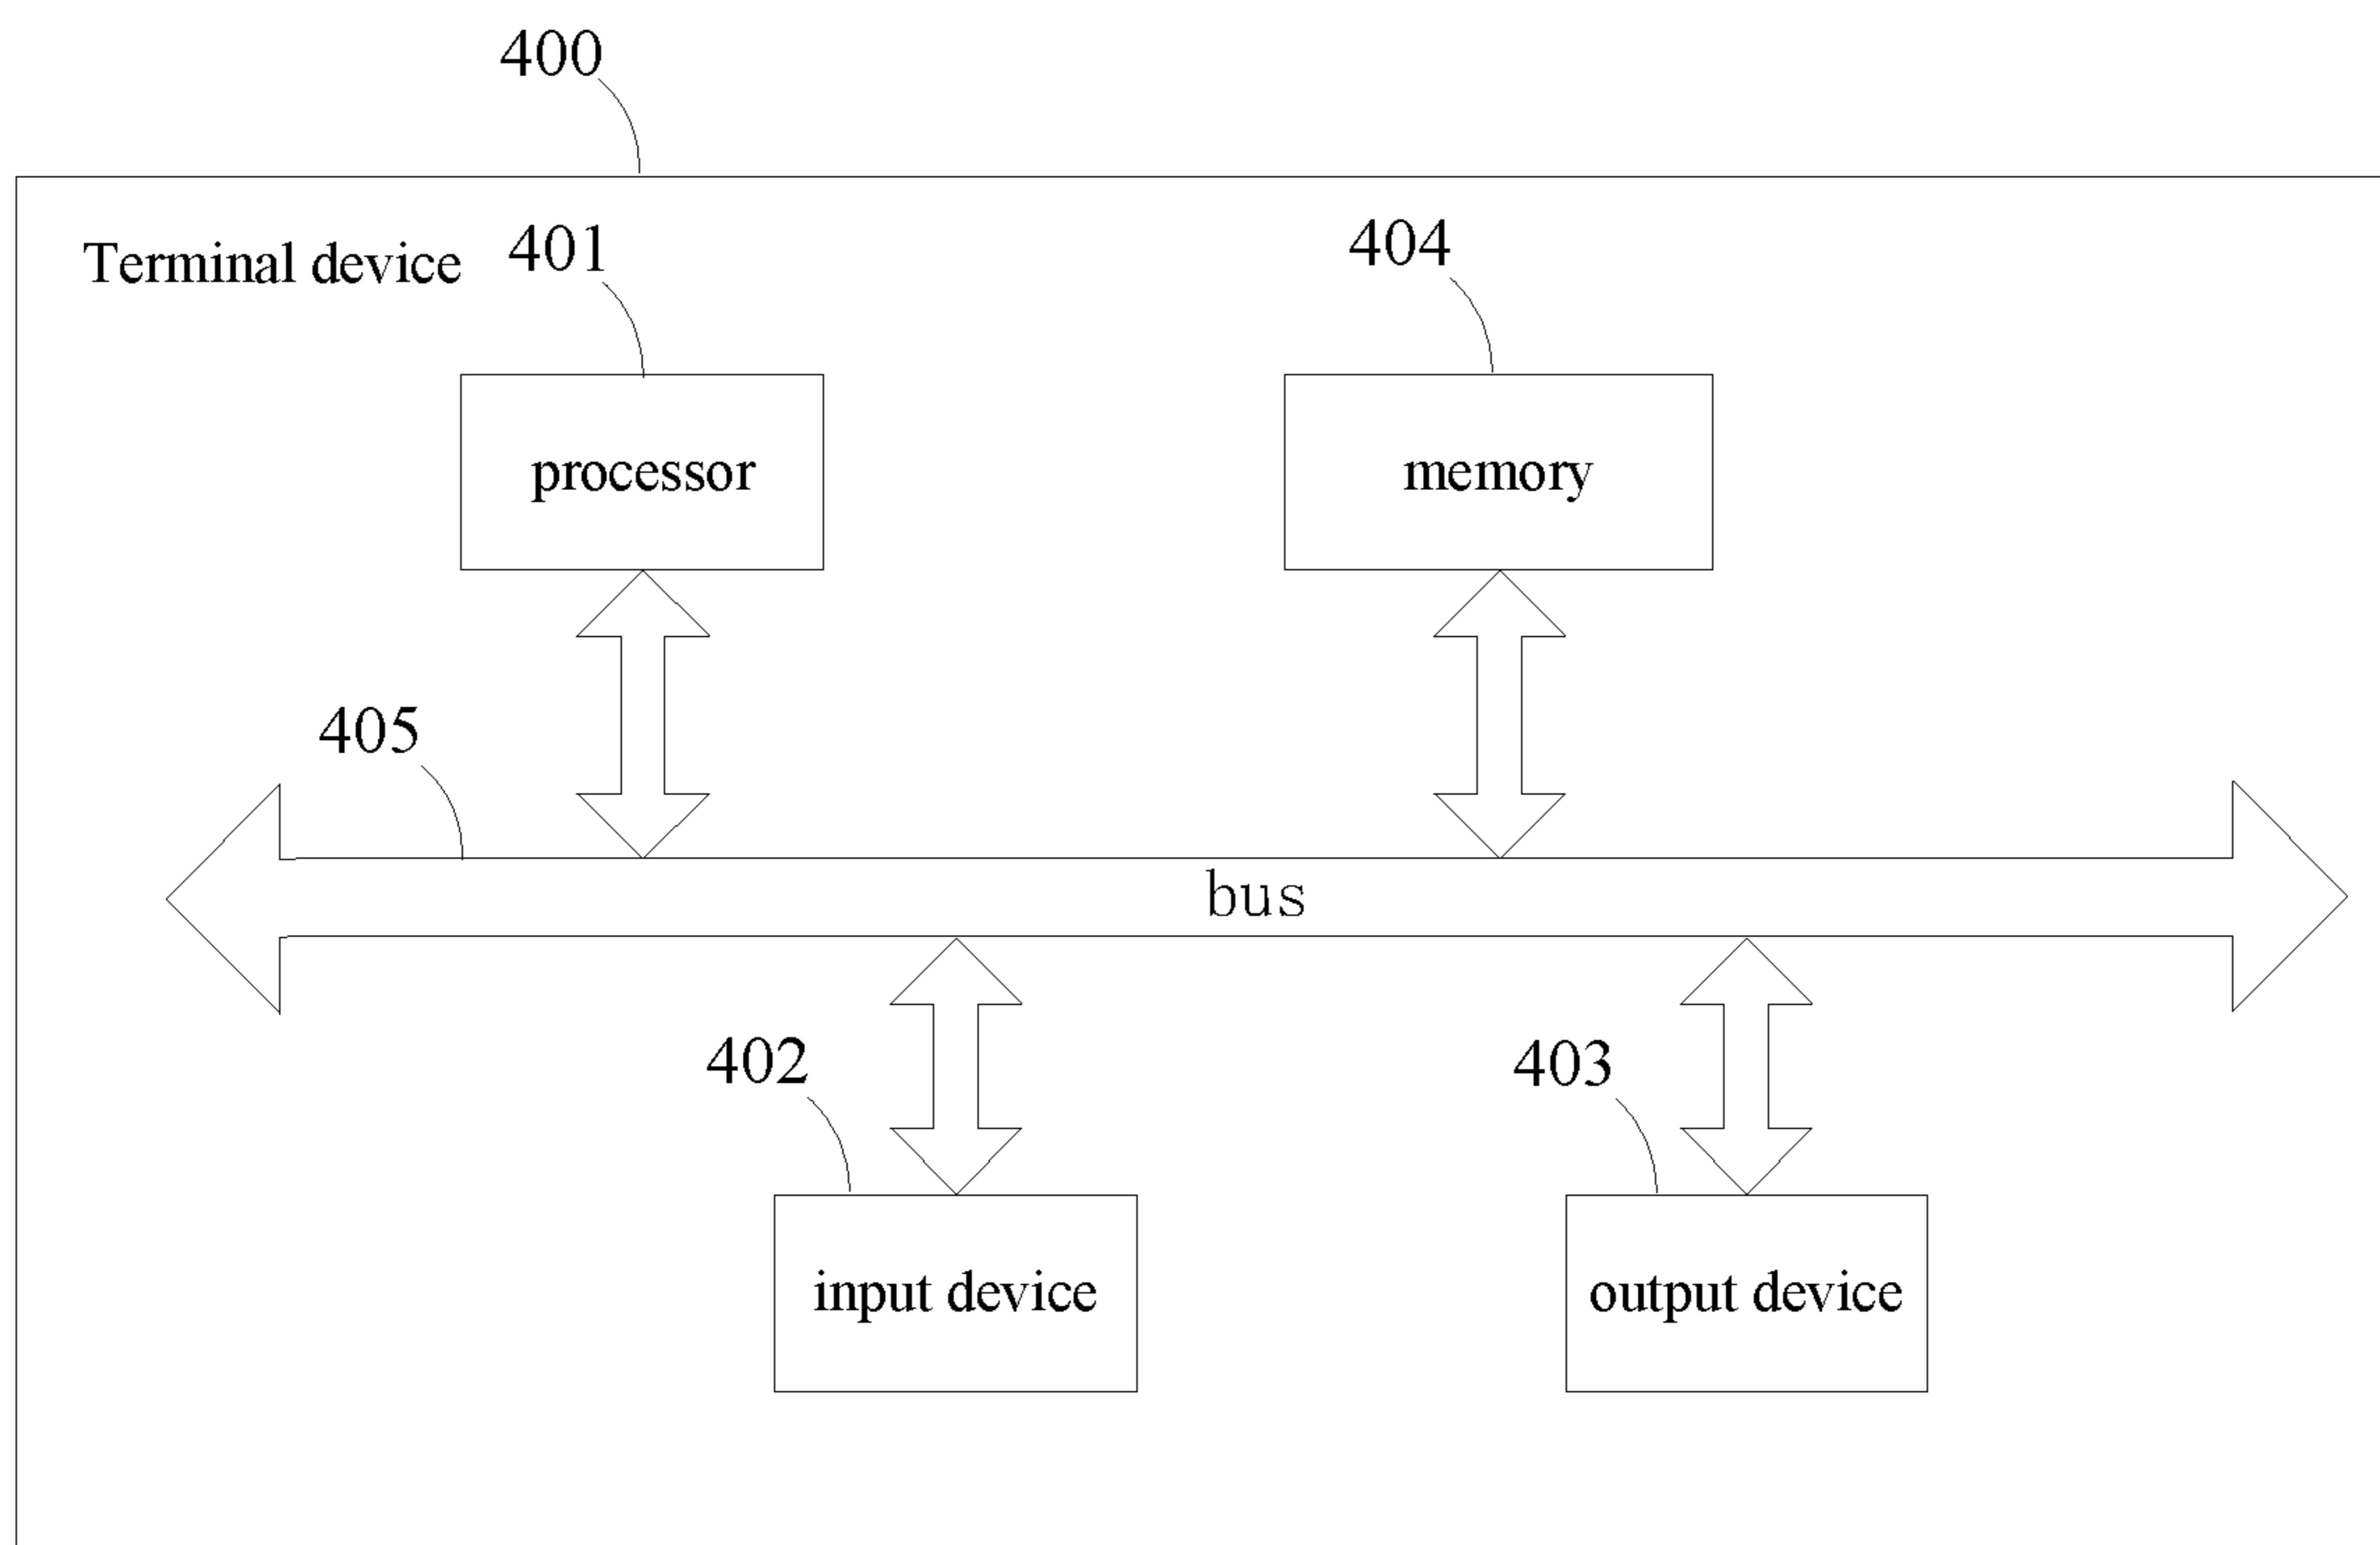 400
Terminal device
401
404
processor
memory
405
bus
402
403
input device
output device